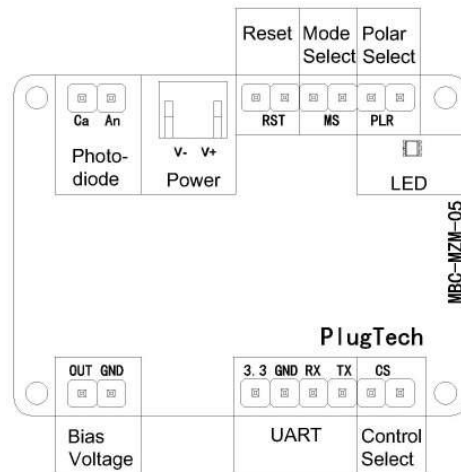 Reset Mode Select Polar Select
Ca An
Photo-
diode
V- V+
Power
RST MS PLR
LED
MBC-MZM-05
PlugTech
OUT GND
Bias
Voltage
3.3 GND RX TX CS
UART
Control
Select